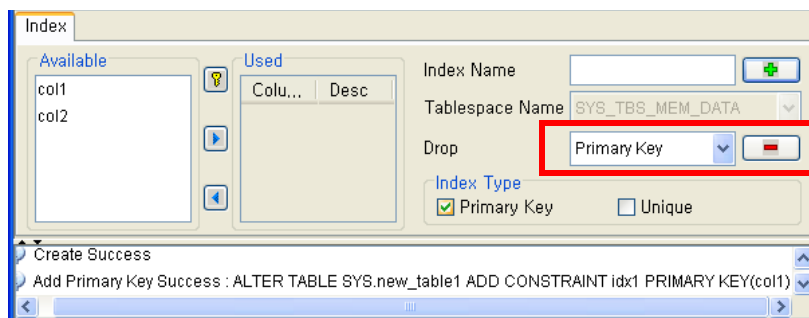 Index
Available
col1
col2
Used
Colu... Desc
Index Name
Tablespace Name SYS_TBS_MEM_DATA
Drop Primary Key
Index Type
Primary Key Unique
Create Success
Add Primary Key Success : ALTER TABLE SYS.new_table1 ADD CONSTRAINT idx1 PRIMARY KEY(col1)